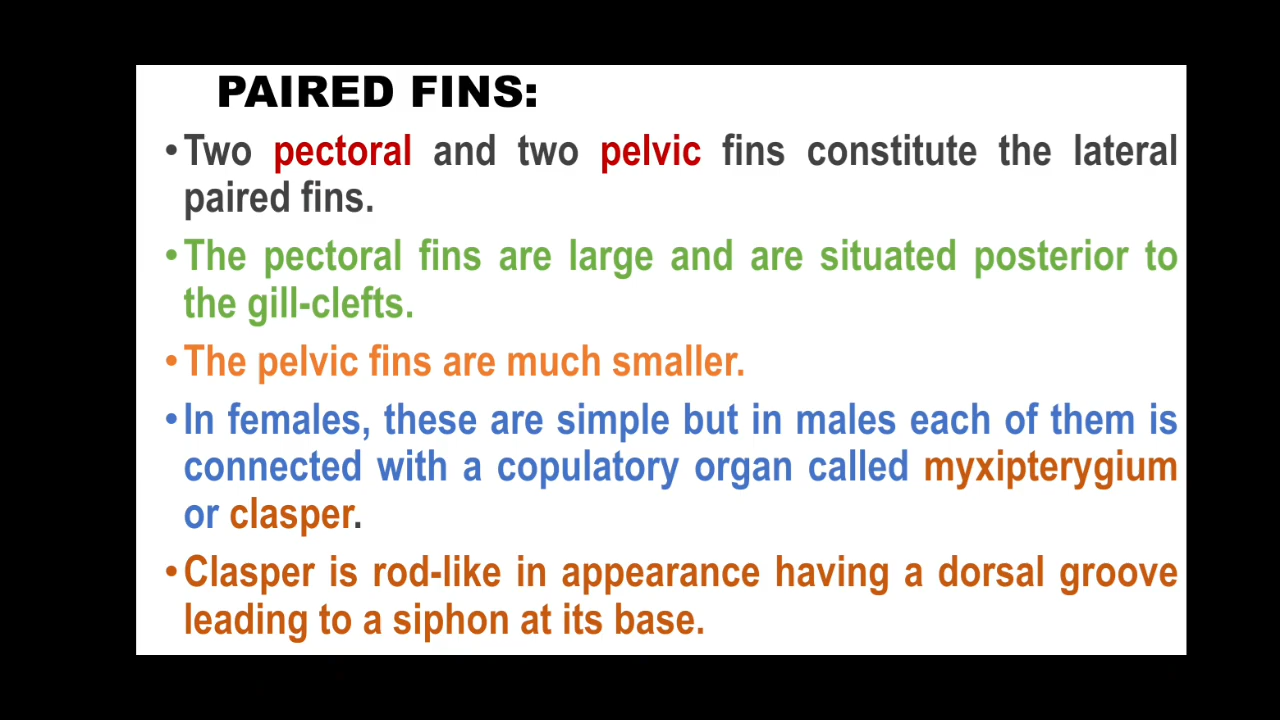 PAIRED FINS:
•Two pectoral and two pelvic fins constitute the lateral
paired fins.
•The pectoral fins are large and are situated posterior to
the gill-clefts.
•The pelvic fins are much smaller.
•In females, these are simple but in males each of them is
connected with a copulatory organ called myxipterygium
or clasper.
•Clasper is rod-like in appearance having a dorsal groove
leading to a siphon at its base.